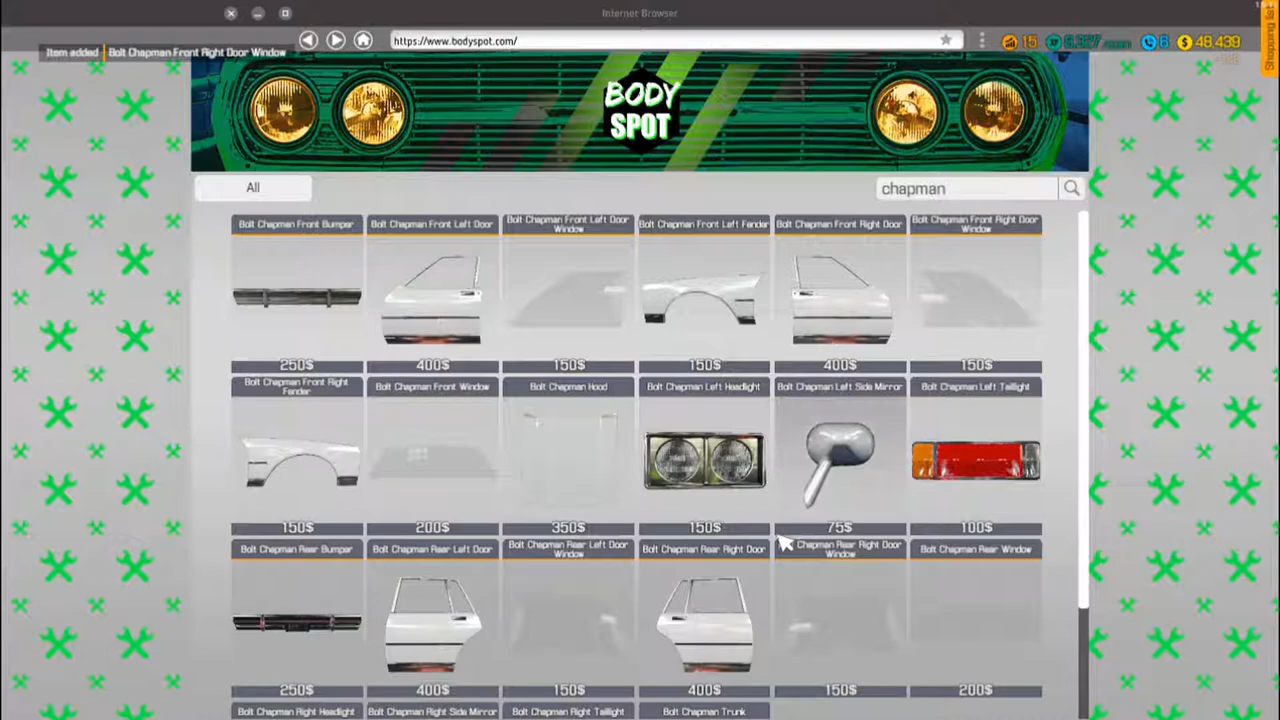 Internet Browser
https://www.bodyspot.com/
Item added Bolt Chapman Front Right Door Window
15
8
48,439
BODY
SPOT
All
chapman
Bolt Chapman Front Bumper
Bolt Chapman Front Left Door
Bolt Chapman Front Left Door
Window
Bolt Chapman Front Left Fender
Bolt Chapman Front Right Door
Bolt Chapman Front Right Door
Window
250$
400$
150$
150$
400$
150$
Bolt Chapman Front Right
Fender
Bolt Chapman Front Window
Bolt Chapman Hood
Bolt Chapman Left Headlight
Bolt Chapman Left Side Mirror
Bolt Chapman Left Taillight
150$
200$
350$
150$
75$
100$
Bolt Chapman Rear Bumper
Bolt Chapman Rear Left Door
Bolt Chapman Rear Left Door
Window
Bolt Chapman Rear Right Door
Chapman Rear Right Door
Window
Bolt Chapman Rear Window
250$
400$
150$
400$
150$
200$
Bolt Chapman Right Headlight
Bolt Chapman Right Side Mirror
Bolt Chapman Right Taillight
Bolt Chapman Trunk